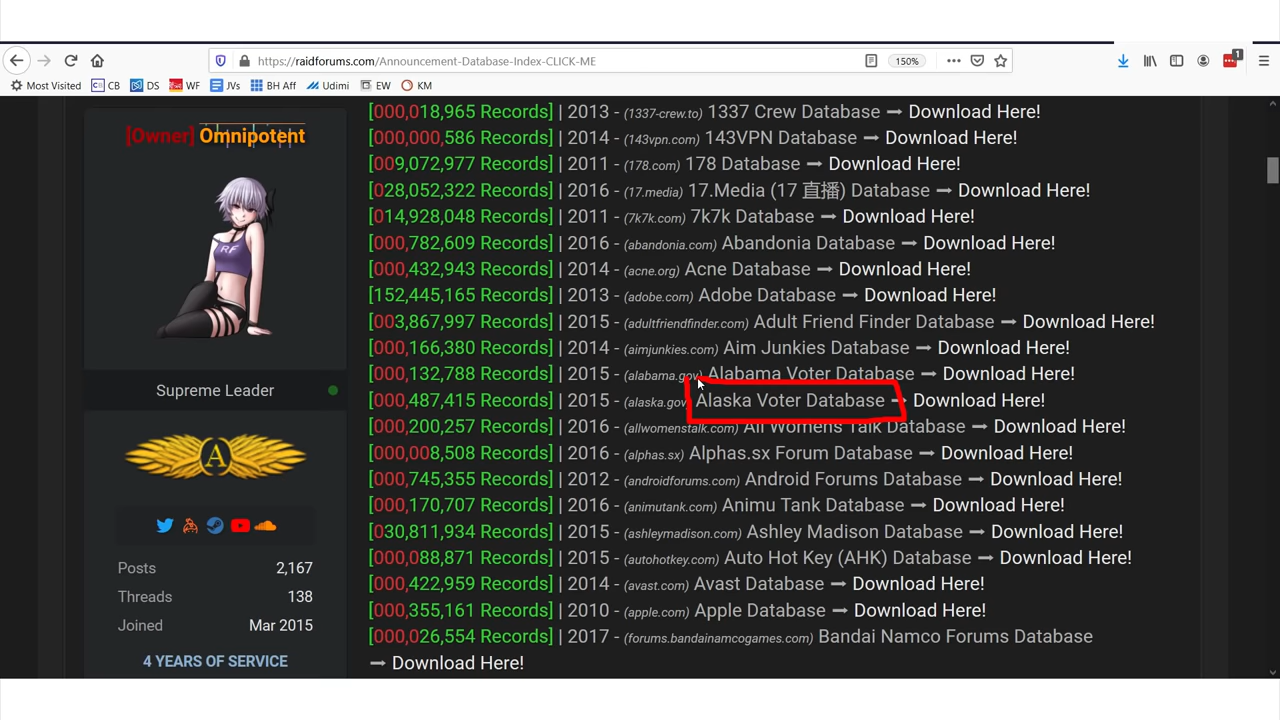 https://raidforums.com/Announcement-Database-Index-CLICK-ME
150%
1
Most Visited CB DS WF JVs BH Aff Udimi EW KM
[Owner] Omnipotent
Supreme Leader
A
Posts 2,167
Threads 138
Joined Mar 2015
4 YEARS OF SERVICE
[000,018,965 Records] | 2013 - (1337-crew.to) 1337 Crew Database ➞ Download Here!
[000,000,586 Records] | 2014 - (143vpn.com) 143VPN Database ➞ Download Here!
[009,072,977 Records] | 2011 - (178.com) 178 Database ➞ Download Here!
[028,052,322 Records] | 2016 - (17.media) 17.Media (17 直播) Database ➞ Download Here!
[014,928,048 Records] | 2011 - (7k7k.com) 7k7k Database ➞ Download Here!
[000,782,609 Records] | 2016 - (abandonia.com) Abandonia Database ➞ Download Here!
[000,432,943 Records] | 2014 - (acne.org) Acne Database ➞ Download Here!
[152,445,165 Records] | 2013 - (adobe.com) Adobe Database ➞ Download Here!
[003,867,997 Records] | 2015 - (adultfriendfinder.com) Adult Friend Finder Database ➞ Download Here!
[000,166,380 Records] | 2014 - (aimjunkies.com) Aim Junkies Database ➞ Download Here!
[000,132,788 Records] | 2015 - (alabama.gov) Alabama Voter Database ➞ Download Here!
[000,487,415 Records] | 2015 - (alaska.gov) Alaska Voter Database ➞ Download Here!
[000,200,257 Records] | 2016 - (allwomenstalk.com) All Womens Talk Database ➞ Download Here!
[000,008,508 Records] | 2016 - (alphas.sx) Alphas.sx Forum Database ➞ Download Here!
[000,745,355 Records] | 2012 - (androidforums.com) Android Forums Database ➞ Download Here!
[000,170,707 Records] | 2016 - (animutank.com) Animu Tank Database ➞ Download Here!
[030,811,934 Records] | 2015 - (ashleymadison.com) Ashley Madison Database ➞ Download Here!
[000,088,871 Records] | 2015 - (autohotkey.com) Auto Hot Key (AHK) Database ➞ Download Here!
[000,422,959 Records] | 2014 - (avast.com) Avast Database ➞ Download Here!
[000,355,161 Records] | 2010 - (apple.com) Apple Database ➞ Download Here!
[000,026,554 Records] | 2017 - (forums.bandainamcogames.com) Bandai Namco Forums Database
➞ Download Here!